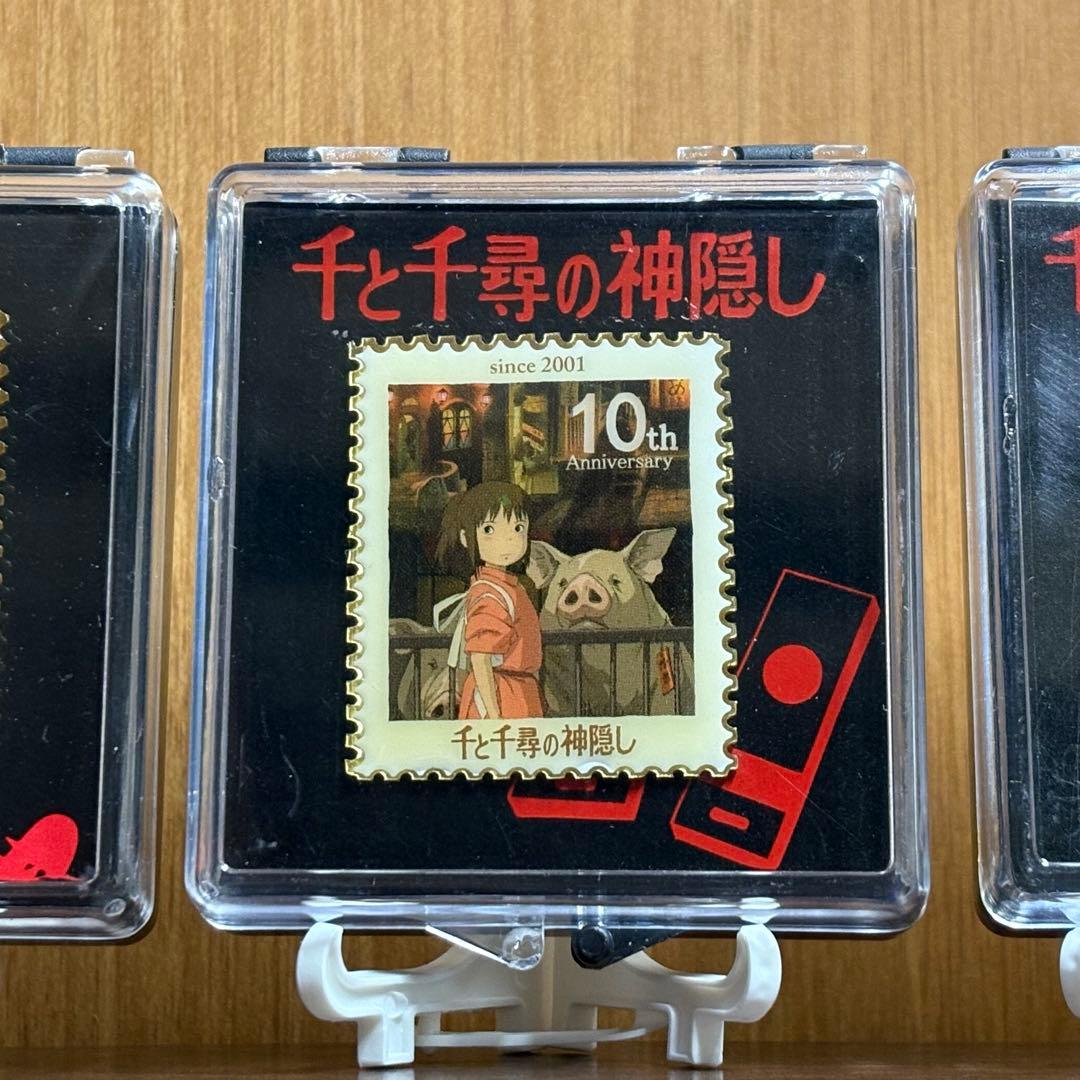 千と千尋の神隠し
since 2001
め
10th
Anniversary
千と千尋の神隠し